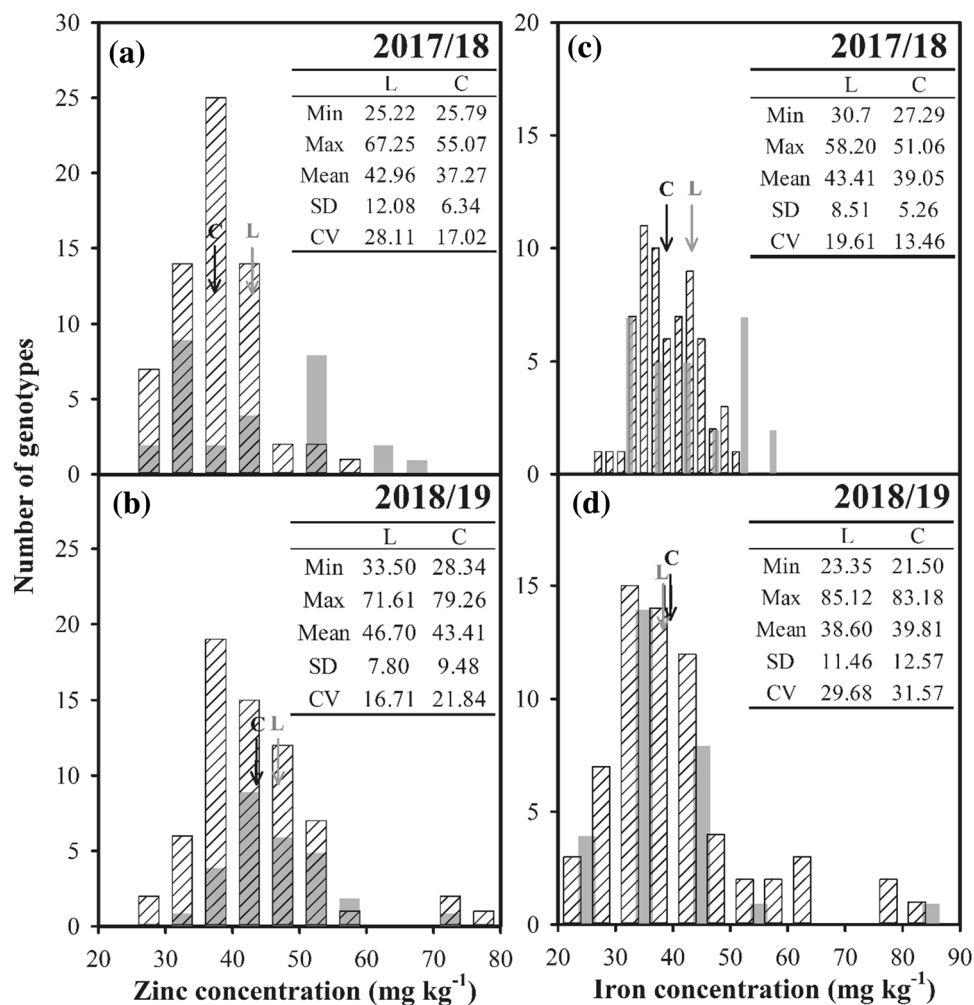 Number of genotypes
(a)
2017/18
L C
Min 25.22 25.79
Max 67.25 55.07
Mean 42.96 37.27
SD 12.08 6.34
CV 28.11 17.02
C
L
30
25
20
15
10
5
0
(c)
2017/18
L C
Min 30.7 27.29
Max 58.20 51.06
Mean 43.41 39.05
SD 8.51 5.26
CV 19.61 13.46
C
L
20
15
10
5
0
(b)
2018/19
L C
Min 33.50 28.34
Max 71.61 79.26
Mean 46.70 43.41
SD 7.80 9.48
CV 16.71 21.84
C
L
25
20
15
10
5
0
20 30 40 50 60 70 80
Zinc concentration (mg kg-1)
(d)
2018/19
L C
Min 23.35 21.50
Max 85.12 83.18
Mean 38.60 39.81
SD 11.46 12.57
CV 29.68 31.57
L
C
15
10
5
0
20 30 40 50 60 70 80 90
Iron concentration (mg kg-1)